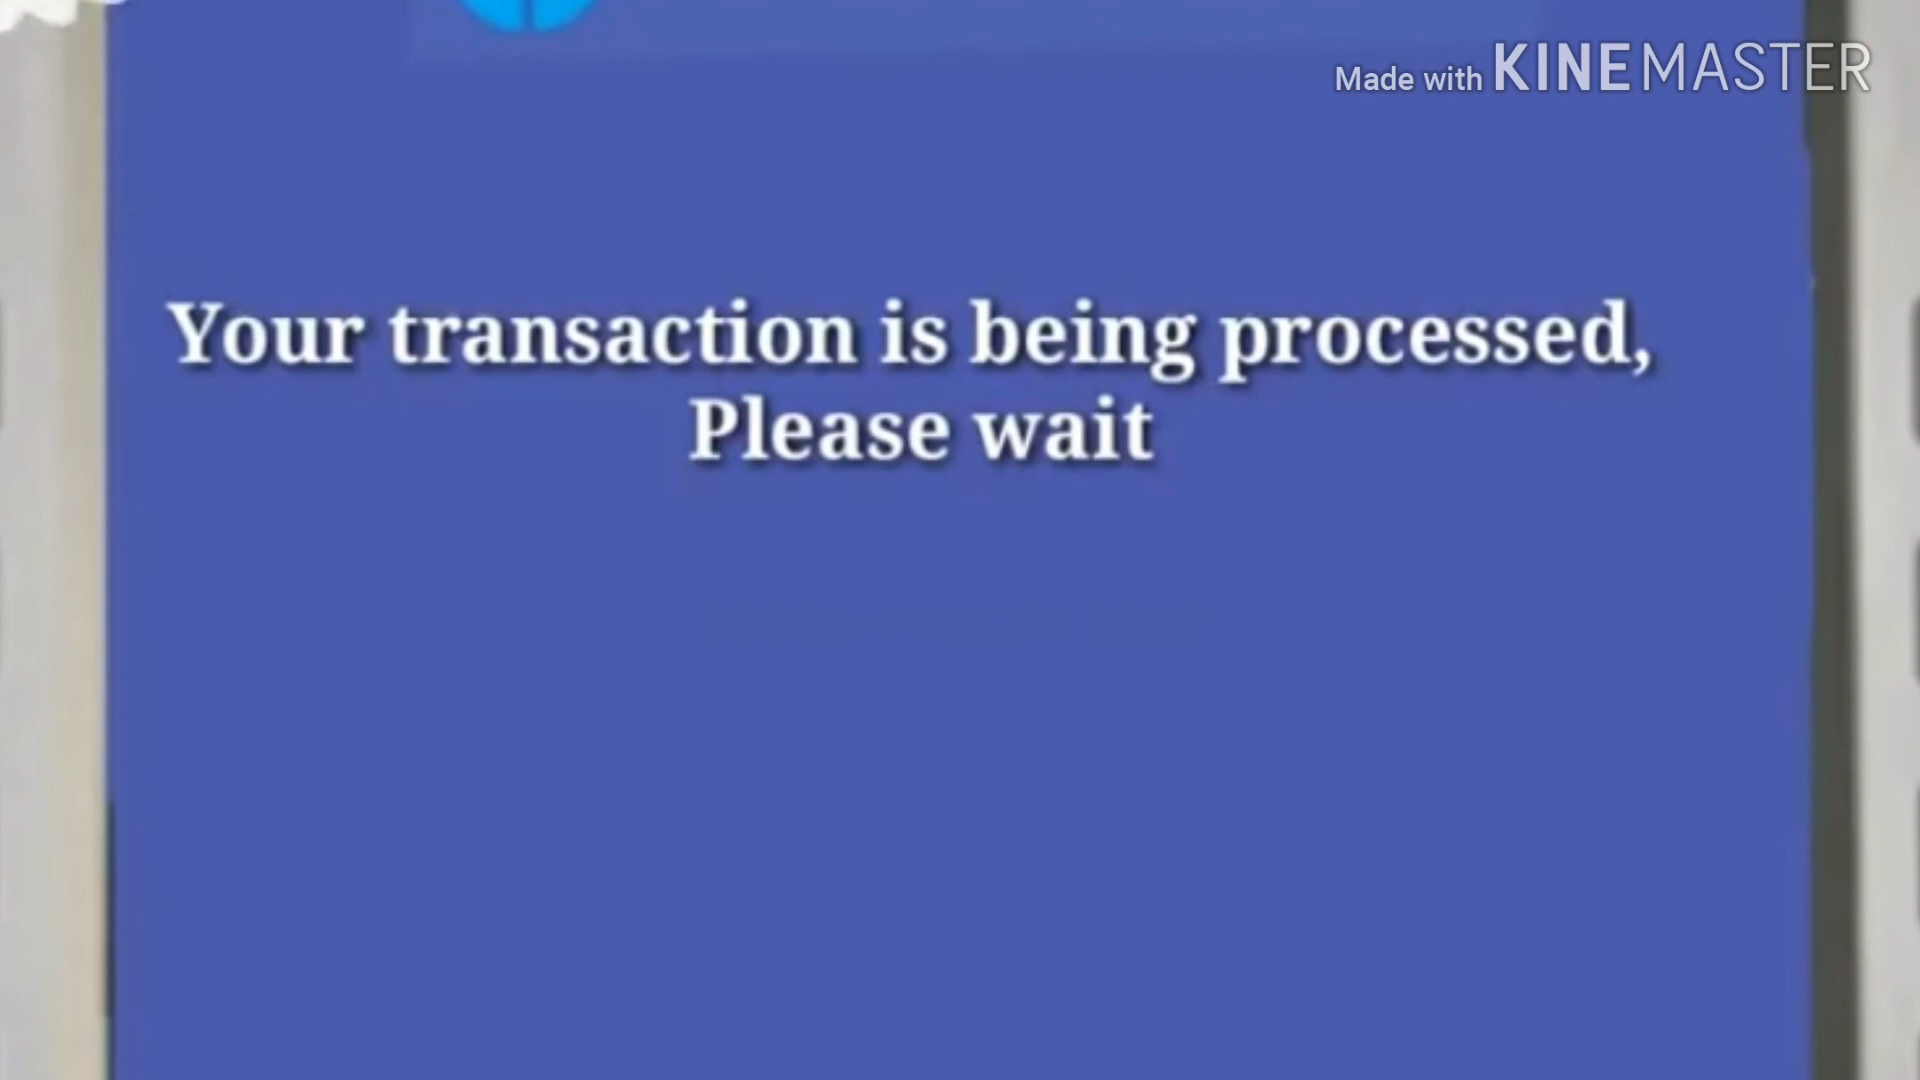 Made with KINEMASTER
Your transaction is being processed,
Please wait